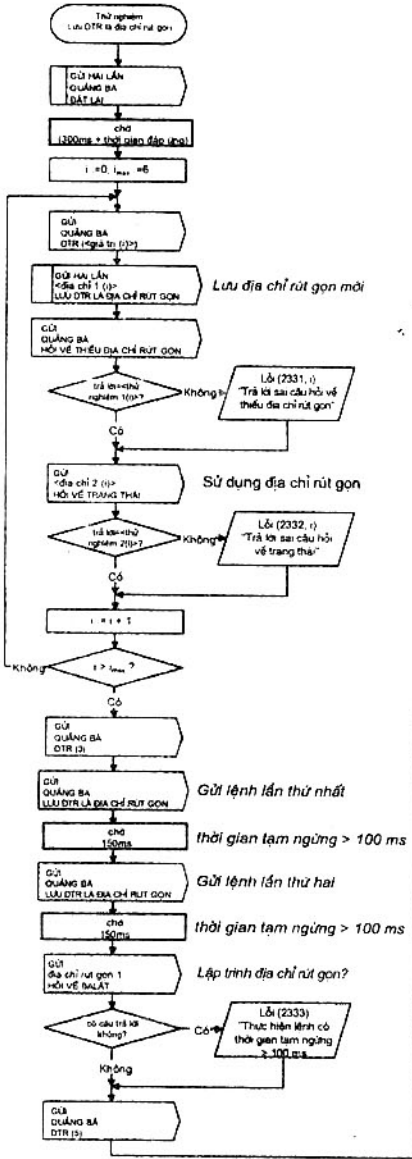 Thử nghiệm
Lưu DTR là địa chỉ rút gọn
GỬI HAI LẦN
QUẢNG BÁ
ĐẶT LẠI
chờ
(300ms + thời gian đáp ứng)
i =0, imax =6
GỬI
QUẢNG BÁ
DTR (<giá trị (i)>)
GỬI HAI LẦN
<địa chỉ 1 (i)>
LƯU DTR LÀ ĐỊA CHỈ RÚT GỌN
Lưu địa chỉ rút gọn mới
GỬI
QUẢNG BÁ
HỎI VỀ THIẾU ĐỊA CHỈ RÚT GỌN
trả lời=<thử
nghiệm 1(i)>?
Không
Lỗi (2331, i)
"Trả lời sai câu hỏi về
thiếu địa chỉ rút gọn"
Có
GỬI
<địa chỉ 2 (i)>
HỎI VỀ TRẠNG THÁI
Sử dụng địa chỉ rút gọn
trả lời=<thử
nghiệm 2(i)>?
Không
Lỗi (2332, i)
"Trả lời sai câu hỏi
về trạng thái"
Có
i = i + 1
Không
i > imax ?
Có
GỬI
QUẢNG BÁ
DTR (3)
GỬI
QUẢNG BÁ
LƯU DTR LÀ ĐỊA CHỈ RÚT GỌN
Gửi lệnh lần thứ nhất
chờ
150ms
thời gian tạm ngừng > 100 ms
GỬI
QUẢNG BÁ
LƯU DTR LÀ ĐỊA CHỈ RÚT GỌN
Gửi lệnh lần thứ hai
chờ
150ms
thời gian tạm ngừng > 100 ms
GỬI
địa chỉ rút gọn 1
HỎI VỀ BALÁT
Lập trình địa chỉ rút gọn?
có câu trả lời
không?
Có
Lỗi (2333)
"Thực hiện lệnh có
thời gian tạm ngừng
≥ 100 ms
Không
GỬI
QUẢNG BÁ
DTR (5)